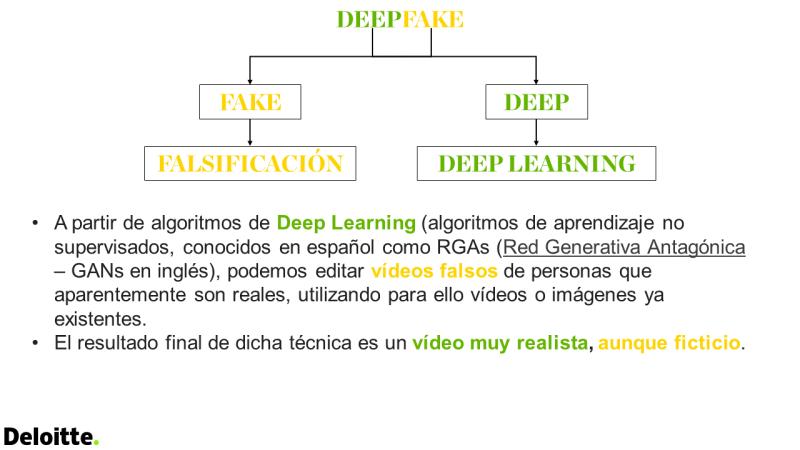 DEEPFAKE
FAKE
DEEP
FALSIFICACIÓN
DEEP LEARNING
• A partir de algoritmos de Deep Learning (algoritmos de aprendizaje no
supervisados, conocidos en español como RGAs (Red Generativa Antagónica
– GANs en inglés), podemos editar vídeos falsos de personas que
aparentemente son reales, utilizando para ello vídeos o imágenes ya
existentes.
• El resultado final de dicha técnica es un vídeo muy realista, aunque ficticio.
Deloitte.